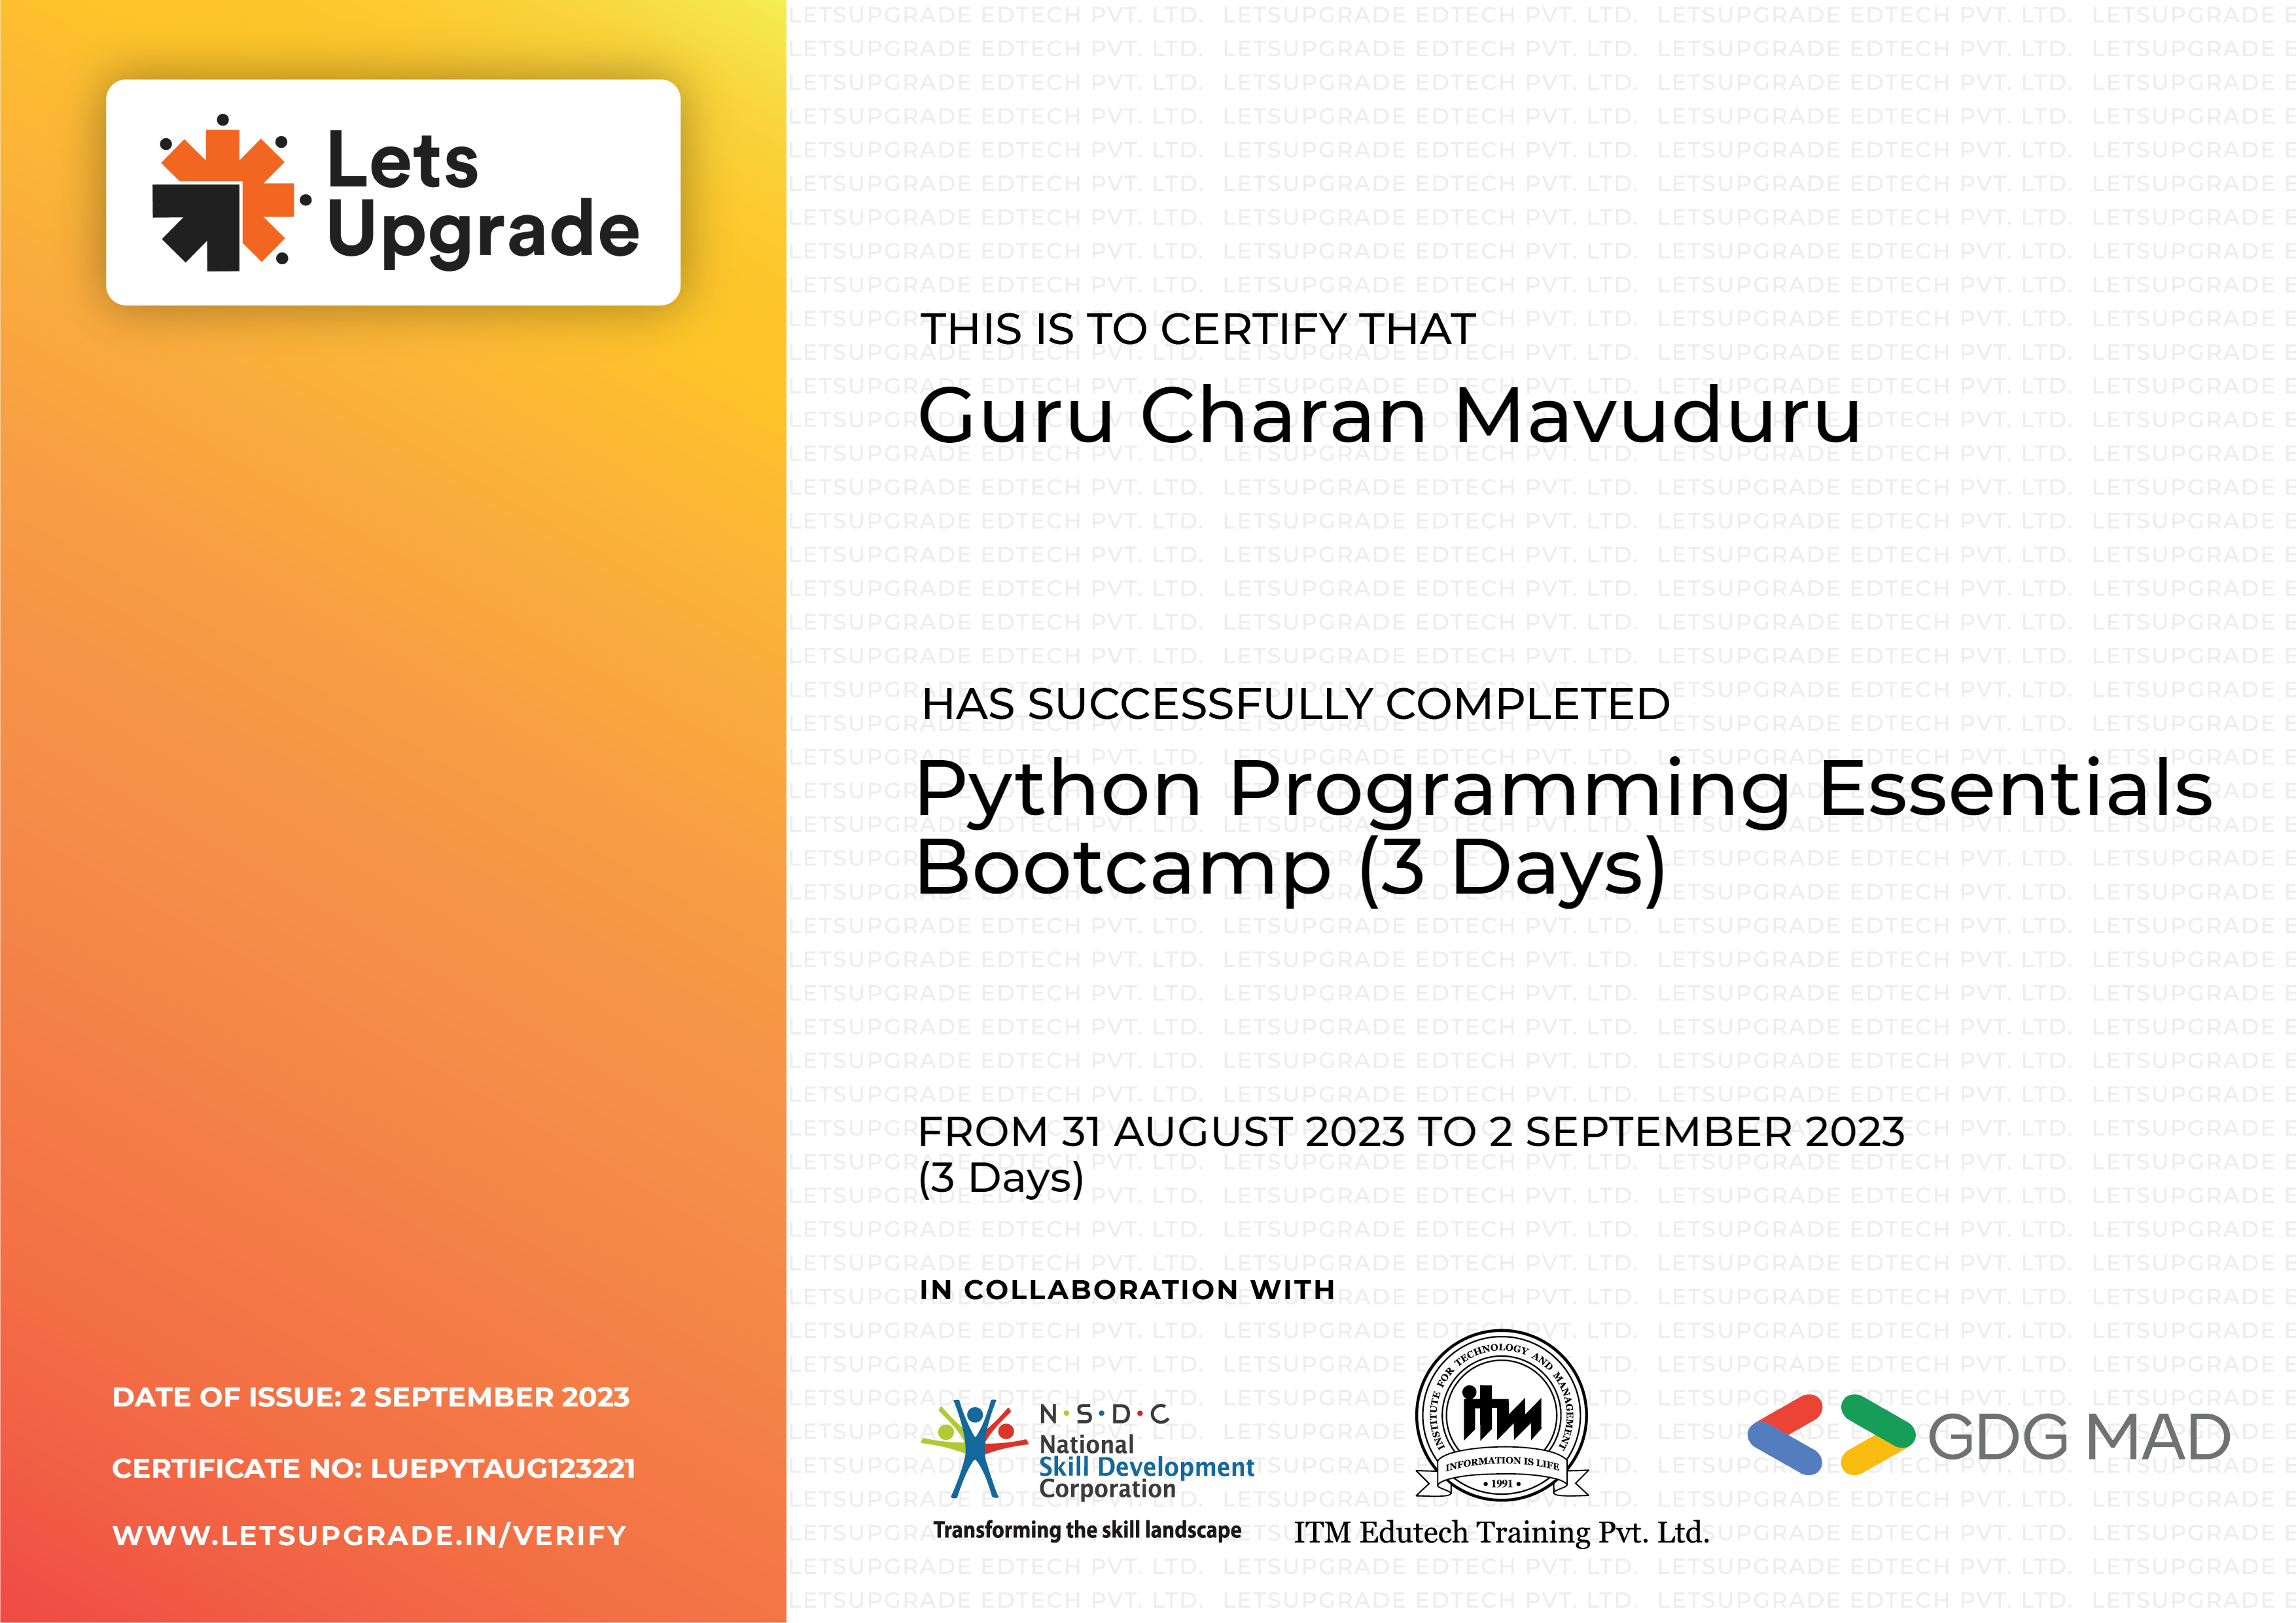 Lets
Upgrade
THIS IS TO CERTIFY THAT
Guru Charan Mavuduru
HAS SUCCESSFULLY COMPLETED
Python Programming Essentials
Bootcamp (3 Days)
FROM 31 AUGUST 2023 TO 2 SEPTEMBER 2023
(3 Days)
IN COLLABORATION WITH
N·S·D·C
National
Skill Development
Corporation
Transforming the skill landscape
INSTITUTE FOR TECHNOLOGY AND MANAGEMENT
itm
INFORMATION IS LIFE
• 1991 •
ITM Edutech Training Pvt. Ltd.
GDG MAD
DATE OF ISSUE: 2 SEPTEMBER 2023
CERTIFICATE NO: LUEPYTAUG123221
WWW.LETSUPGRADE.IN/VERIFY
LETSUPGRADE EDTECH PVT. LTD.